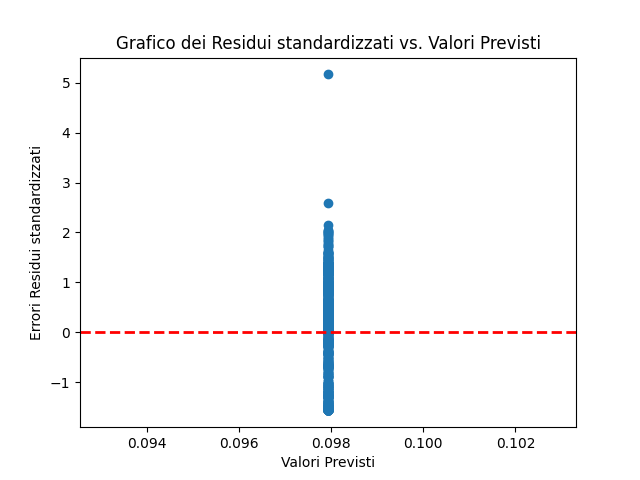 Grafico dei Residui standardizzati vs. Valori Previsti
Errori Residui standardizzati
5
4
3
2
1
0
−1
0.094 0.096 0.098 0.100 0.102
Valori Previsti